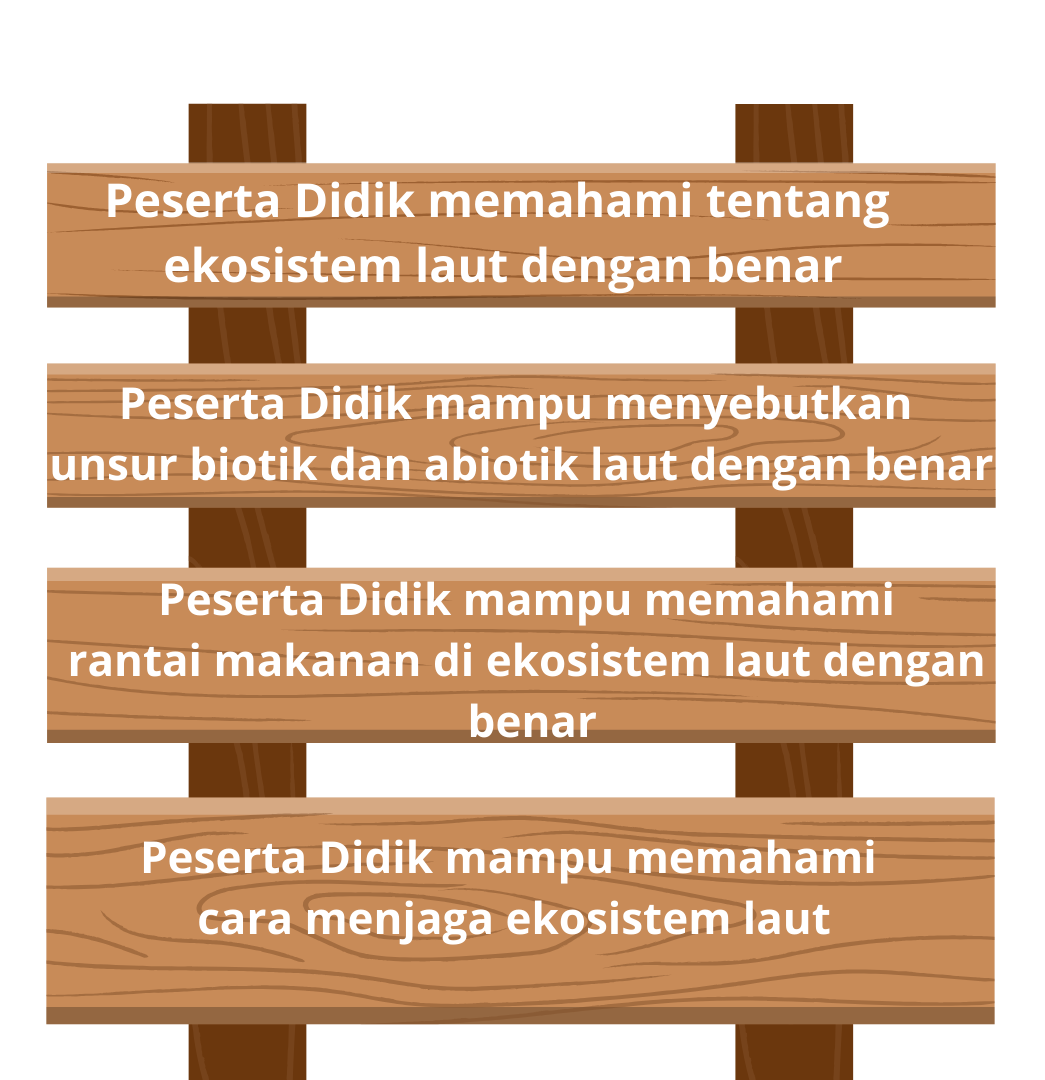 Peserta Didik memahami tentang
ekosistem laut dengan benar
Peserta Didik mampu menyebutkan
unsur biotik dan abiotik laut dengan benar
Peserta Didik mampu memahami
rantai makanan di ekosistem laut dengan
benar
Peserta Didik mampu memahami
cara menjaga ekosistem laut